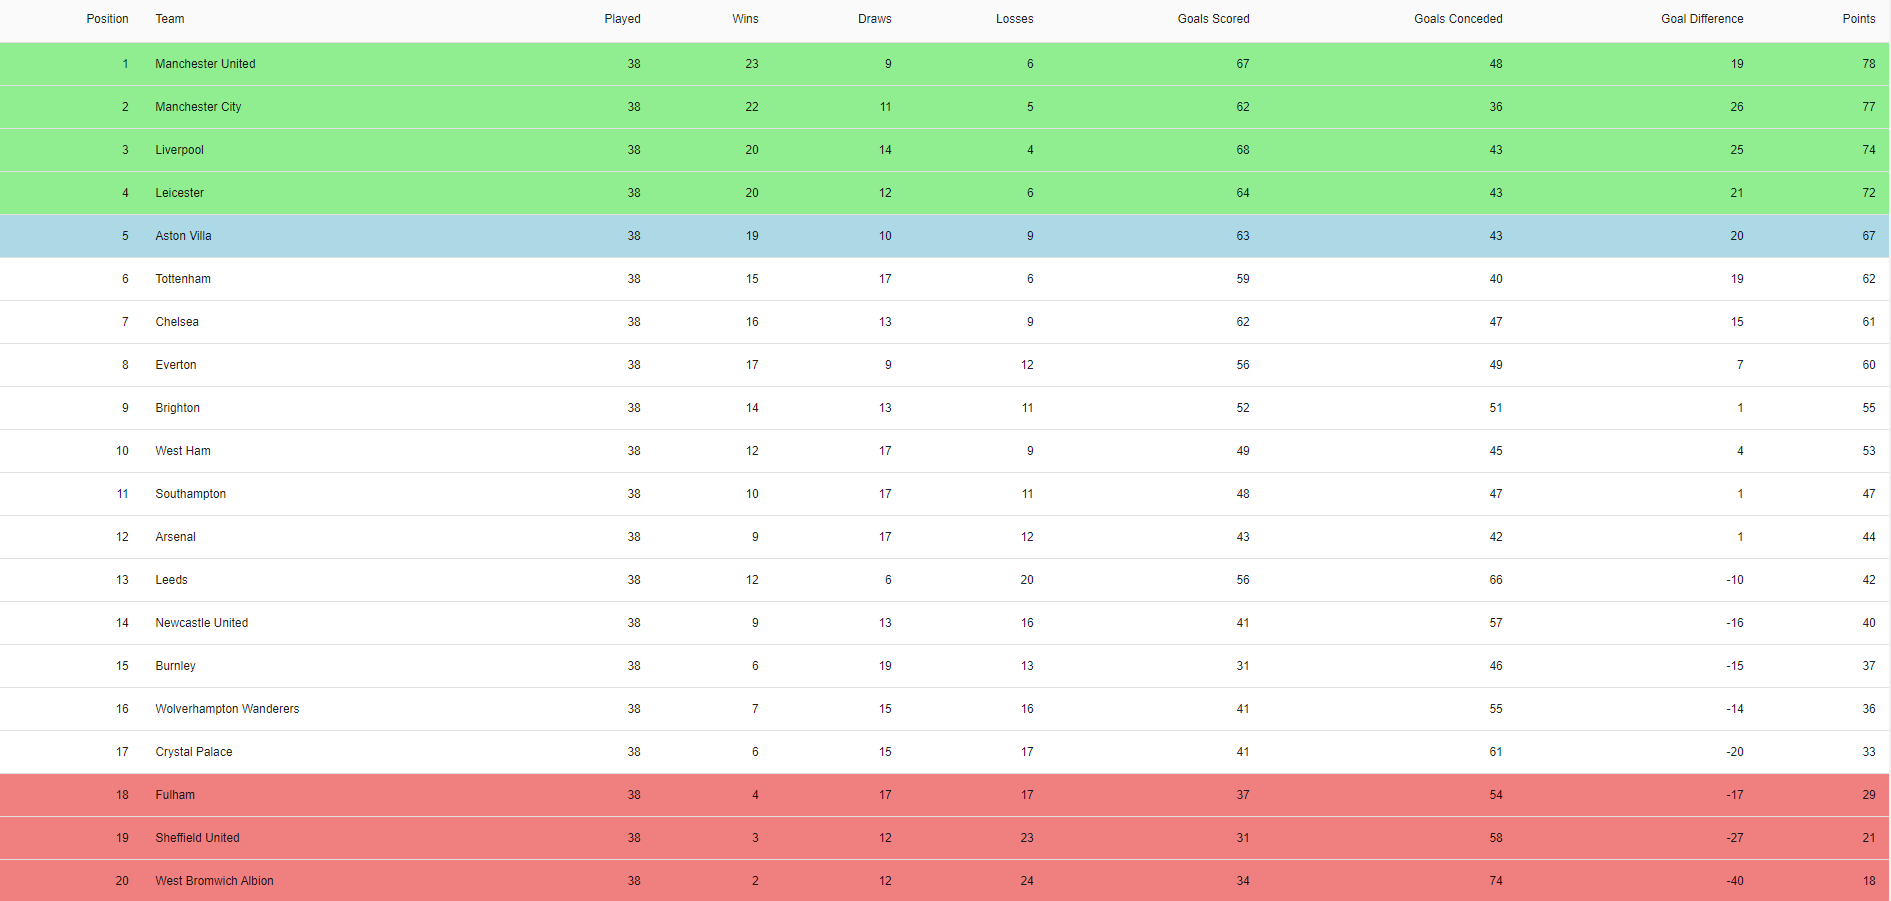 Position Team Played Wins Draws Losses Goals Scored Goals Conceded Goal Difference Points
1 Manchester United 38 23 9 6 67 48 19 78
2 Manchester City 38 22 11 5 62 36 26 77
3 Liverpool 38 20 14 4 68 43 25 74
4 Leicester 38 20 12 6 64 43 21 72
5 Aston Villa 38 19 10 9 63 43 20 67
6 Tottenham 38 15 17 6 59 40 19 62
7 Chelsea 38 16 13 9 62 47 15 61
8 Everton 38 17 9 12 56 49 7 60
9 Brighton 38 14 13 11 52 51 1 55
10 West Ham 38 12 17 9 49 45 4 53
11 Southampton 38 10 17 11 48 47 1 47
12 Arsenal 38 9 17 12 43 42 1 44
13 Leeds 38 12 6 20 56 66 -10 42
14 Newcastle United 38 9 13 16 41 57 -16 40
15 Burnley 38 6 19 13 31 46 -15 37
16 Wolverhampton Wanderers 38 7 15 16 41 55 -14 36
17 Crystal Palace 38 6 15 17 41 61 -20 33
18 Fulham 38 4 17 17 37 54 -17 29
19 Sheffield United 38 3 12 23 31 58 -27 21
20 West Bromwich Albion 38 2 12 24 34 74 -40 18